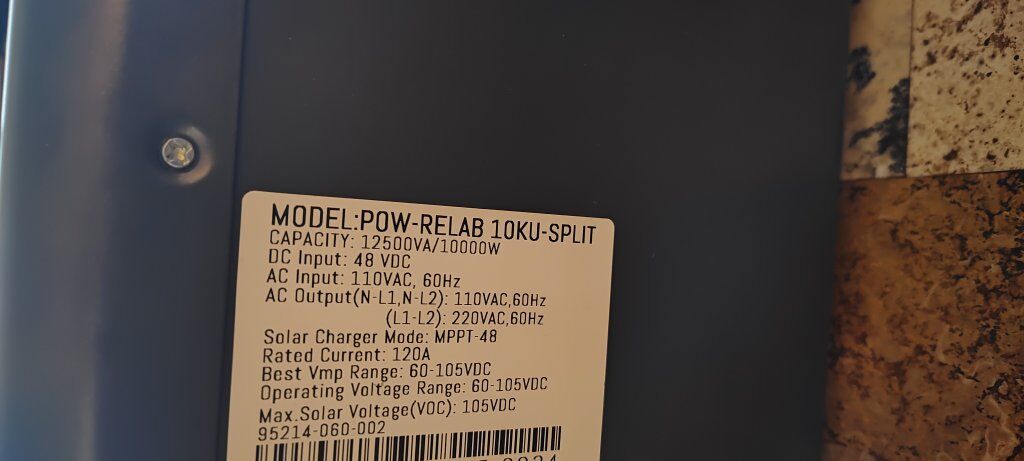 MODEL:POW-RELAB 10KU-SPLIT
CAPACITY: 12500VA/10000W
DC Input: 48 VDC
AC Input: 110VAC, 60Hz
AC Output(N-L1,N-L2): 110VAC,60Hz
(L1-L2): 220VAC,60Hz
Solar Charger Mode: MPPT-48
Rated Current: 120A
Best Vmp Range: 60-105VDC
Operating Voltage Range: 60-105VDC
Max.Solar Voltage(VOC): 105VDC
95214-060-002